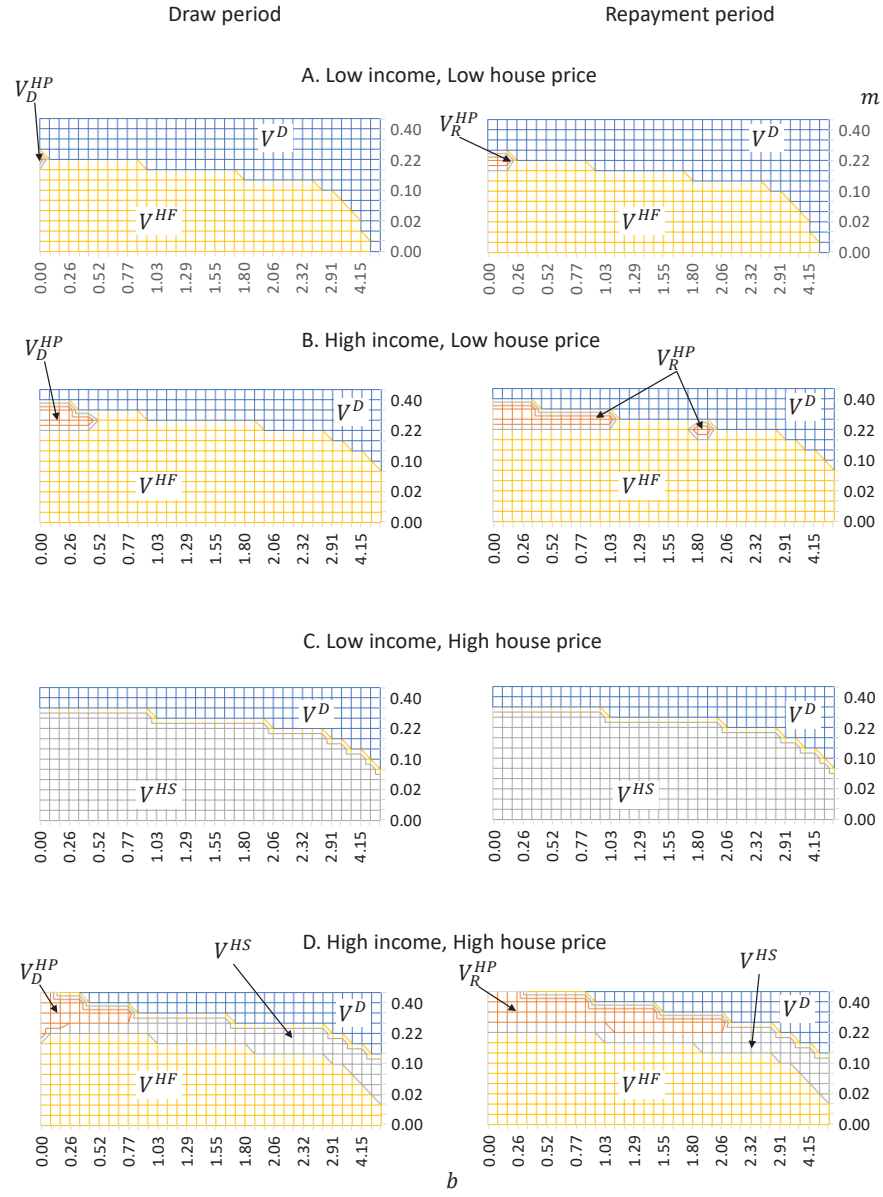 Draw period Repayment period
A. Low income, Low house price
V_D^{HP} V_R^{HP} m
V^D V^D
V^{HF} V^{HF}
0.40 0.40
0.22 0.22
0.10 0.10
0.02 0.02
0.00 0.00
0.00 0.26 0.52 0.77 1.03 1.29 1.55 1.80 2.06 2.32 2.91 4.15 0.00 0.26 0.52 0.77 1.03 1.29 1.55 1.80 2.06 2.32 2.91 4.15
B. High income, Low house price
V_D^{HP} V_R^{HP}
V^D V^D
V^{HF} V^{HF}
0.40 0.40
0.22 0.22
0.10 0.10
0.02 0.02
0.00 0.00
0.00 0.26 0.52 0.77 1.03 1.29 1.55 1.80 2.06 2.32 2.91 4.15 0.00 0.26 0.52 0.77 1.03 1.29 1.55 1.80 2.06 2.32 2.91 4.15
C. Low income, High house price
V^D V^D
V^{HS} V^{HS}
0.40 0.40
0.22 0.22
0.10 0.10
0.02 0.02
0.00 0.00
0.00 0.26 0.52 0.77 1.03 1.29 1.55 1.80 2.06 2.32 2.91 4.15 0.00 0.26 0.52 0.77 1.03 1.29 1.55 1.80 2.06 2.32 2.91 4.15
D. High income, High house price
V_D^{HP} V^{HS} V_R^{HP} V^{HS}
V^D V^D
V^{HF} V^{HF}
0.40 0.40
0.22 0.22
0.10 0.10
0.02 0.02
0.00 0.00
0.00 0.26 0.52 0.77 1.03 1.29 1.55 1.80 2.06 2.32 2.91 4.15 0.00 0.26 0.52 0.77 1.03 1.29 1.55 1.80 2.06 2.32 2.91 4.15
b